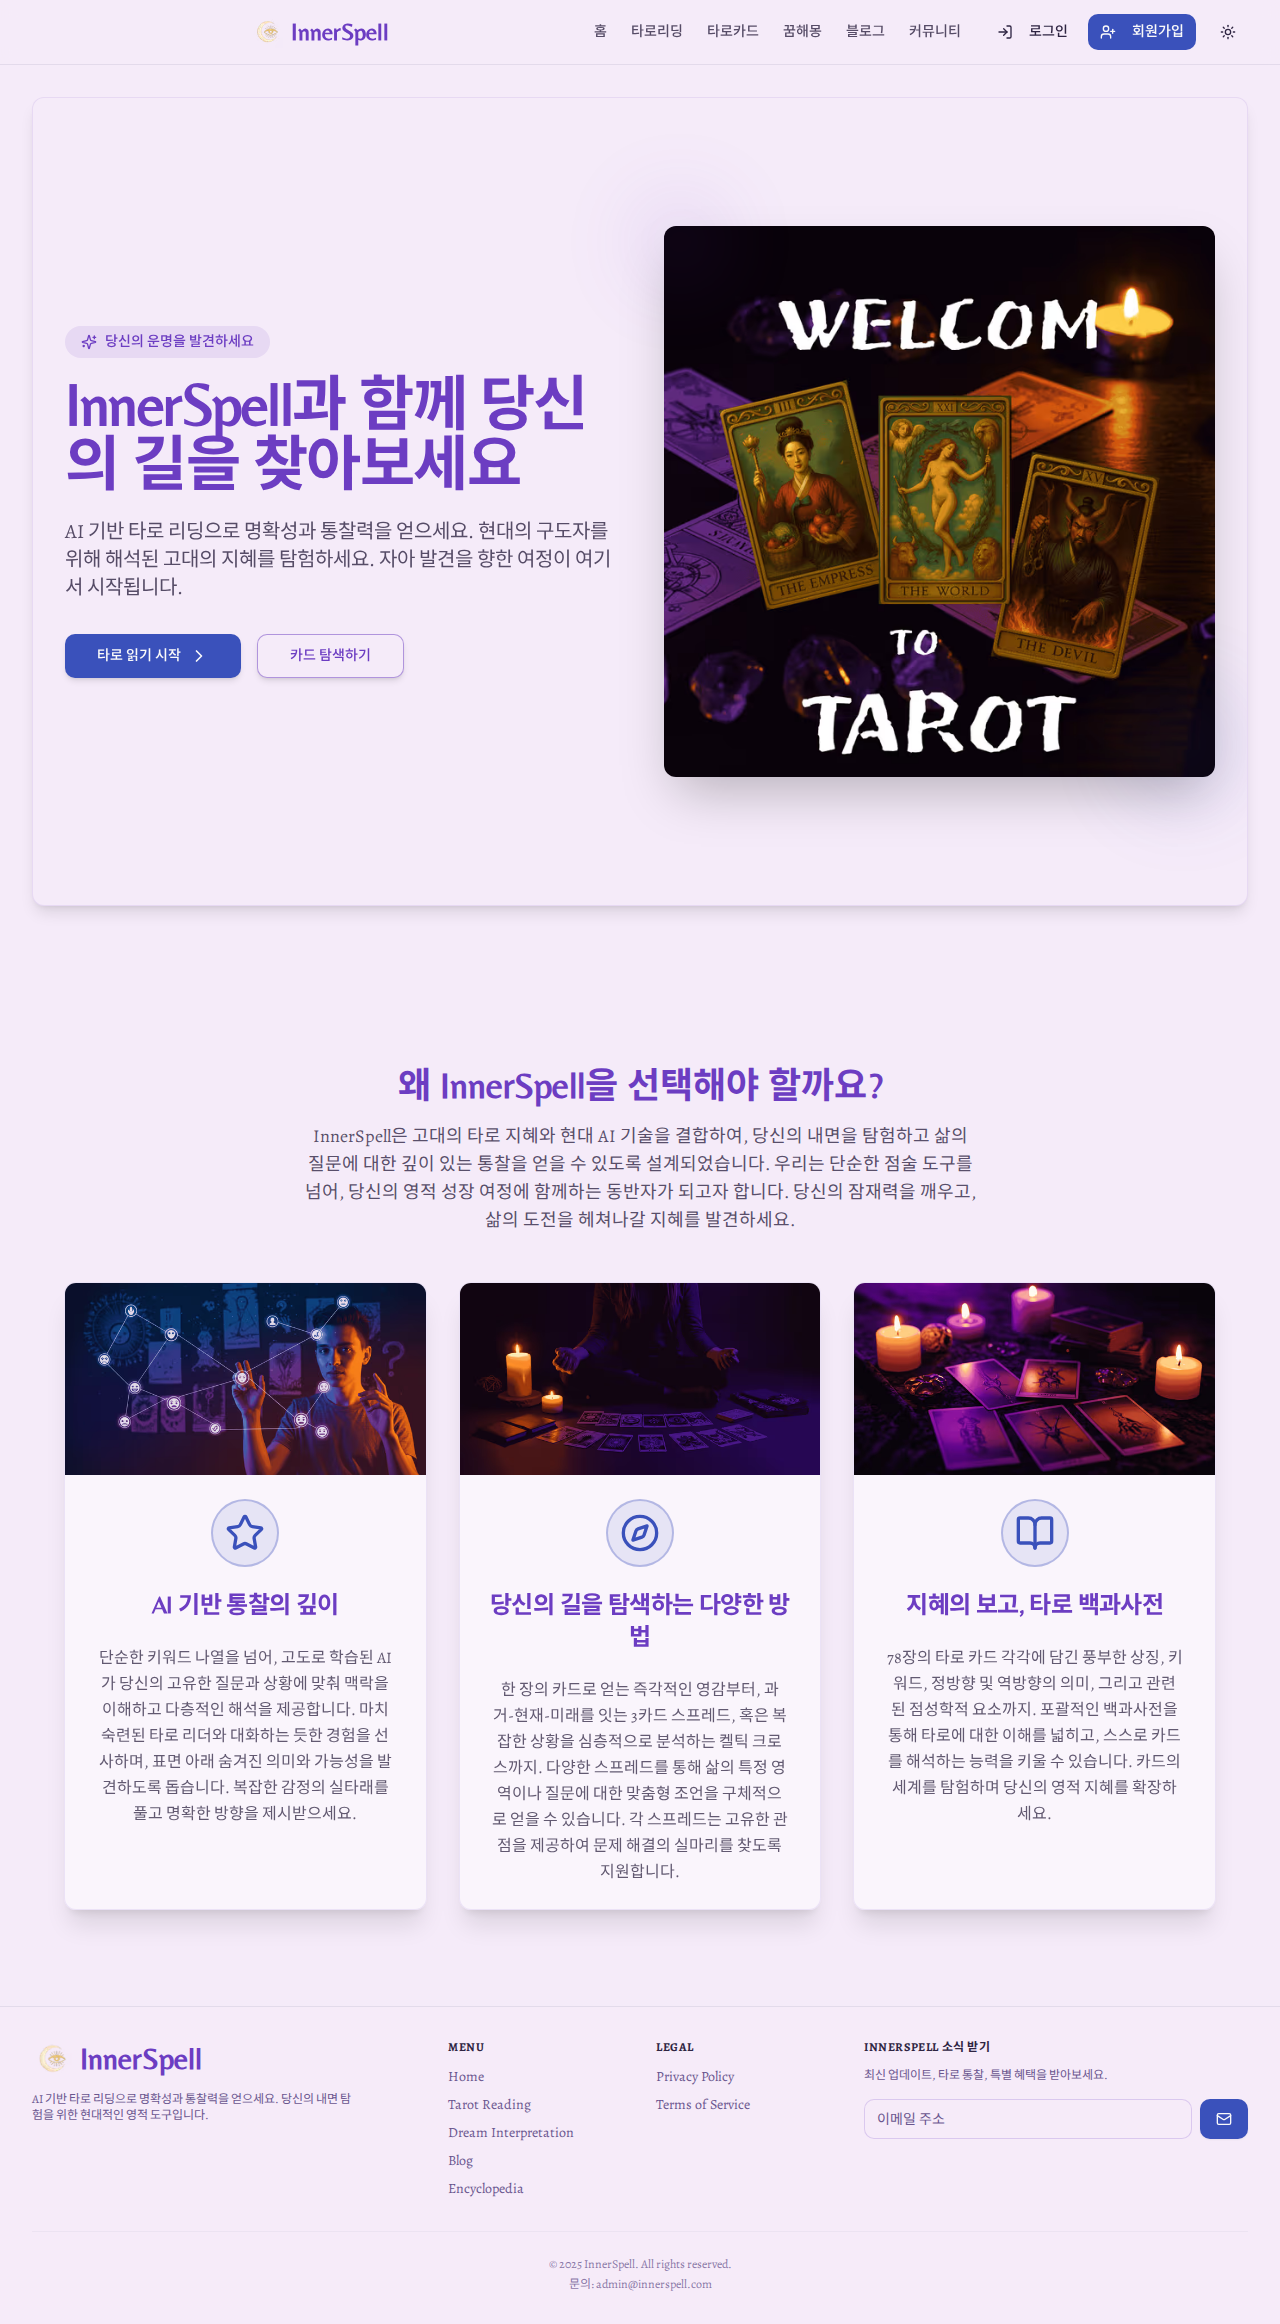 InnerSpell
홈 타로리딩 타로카드 꿈해몽 블로그 커뮤니티 로그인 회원가입
당신의 운명을 발견하세요
InnerSpell과 함께 당신
의 길을 찾아보세요
AI 기반 타로 리딩으로 명확성과 통찰력을 얻으세요. 현대의 구도자를
위해 해석된 고대의 지혜를 탐험하세요. 자아 발견을 향한 여정이 여기
서 시작됩니다.
타로 읽기 시작
카드 탐색하기
WELCOM
III
XXI
XV
THE EMPRESS
THE WORLD
THE DEVIL
TO
TAROT
왜 InnerSpell을 선택해야 할까요?
InnerSpell은 고대의 타로 지혜와 현대 AI 기술을 결합하여, 당신의 내면을 탐험하고 삶의
질문에 대한 깊이 있는 통찰을 얻을 수 있도록 설계되었습니다. 우리는 단순한 점술 도구를
넘어, 당신의 영적 성장 여정에 함께하는 동반자가 되고자 합니다. 당신의 잠재력을 깨우고,
삶의 도전을 헤쳐나갈 지혜를 발견하세요.
AI 기반 통찰의 깊이
단순한 키워드 나열을 넘어, 고도로 학습된 AI
가 당신의 고유한 질문과 상황에 맞춰 맥락을
이해하고 다층적인 해석을 제공합니다. 마치
숙련된 타로 리더와 대화하는 듯한 경험을 선
사하며, 표면 아래 숨겨진 의미와 가능성을 발
견하도록 돕습니다. 복잡한 감정의 실타래를
풀고 명확한 방향을 제시받으세요.
당신의 길을 탐색하는 다양한 방
법
한 장의 카드로 얻는 즉각적인 영감부터, 과
거-현재-미래를 잇는 3카드 스프레드, 혹은 복
잡한 상황을 심층적으로 분석하는 켈틱 크로
스까지. 다양한 스프레드를 통해 삶의 특정 영
역이나 질문에 대한 맞춤형 조언을 구체적으
로 얻을 수 있습니다. 각 스프레드는 고유한 관
점을 제공하여 문제 해결의 실마리를 찾도록
지원합니다.
지혜의 보고, 타로 백과사전
78장의 타로 카드 각각에 담긴 풍부한 상징, 키
워드, 정방향 및 역방향의 의미, 그리고 관련
된 점성학적 요소까지. 포괄적인 백과사전을
통해 타로에 대한 이해를 넓히고, 스스로 카드
를 해석하는 능력을 키울 수 있습니다. 카드의
세계를 탐험하며 당신의 영적 지혜를 확장하
세요.
InnerSpell
AI 기반 타로 리딩으로 명확성과 통찰력을 얻으세요. 당신의 내면 탐
험을 위한 현대적인 영적 도구입니다.
MENU
Home
Tarot Reading
Dream Interpretation
Blog
Encyclopedia
LEGAL
Privacy Policy
Terms of Service
INNERSPELL 소식 받기
최신 업데이트, 타로 통찰, 특별 혜택을 받아보세요.
이메일 주소
© 2025 InnerSpell. All rights reserved.
문의: admin@innerspell.com